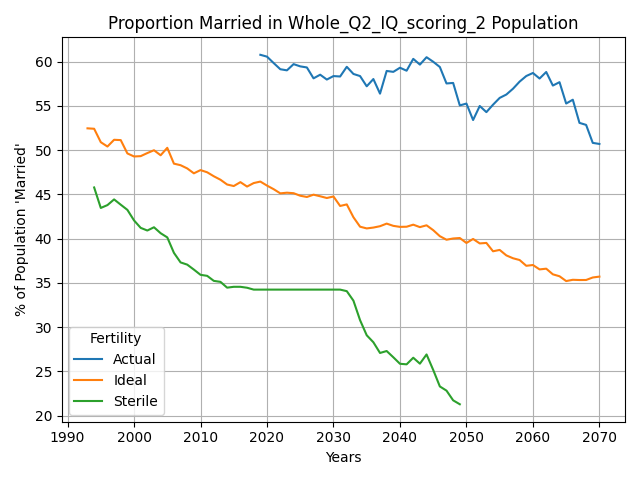 Proportion Married in Whole_Q2_IQ_scoring_2 Population
% of Population 'Married'
60
55
50
45
40
35
30
25
20
Fertility
Actual
Ideal
Sterile
1990 2000 2010 2020 2030 2040 2050 2060 2070
Years